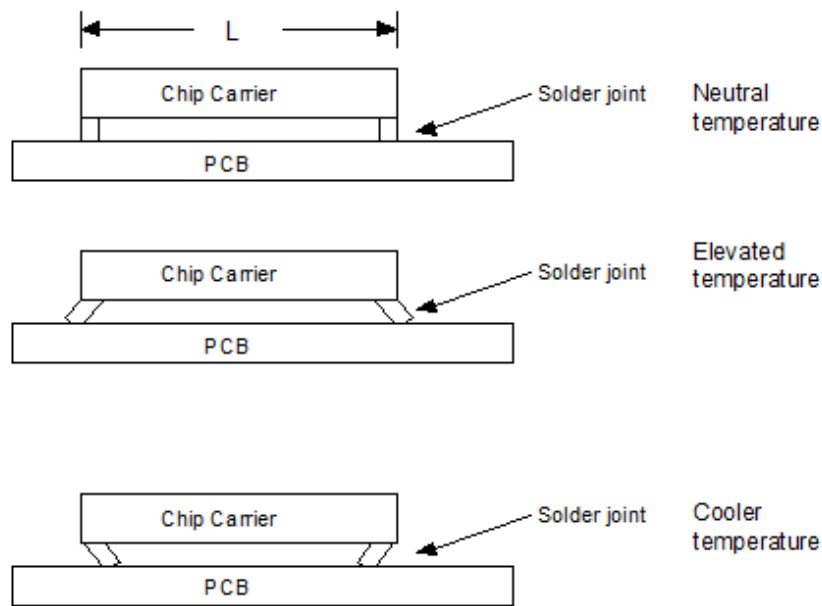 L
Chip Carrier
Solder joint
Neutral
temperature
PCB
Chip Carrier
Solder joint
Elevated
temperature
PCB
Chip Carrier
Solder joint
Cooler
temperature
PCB